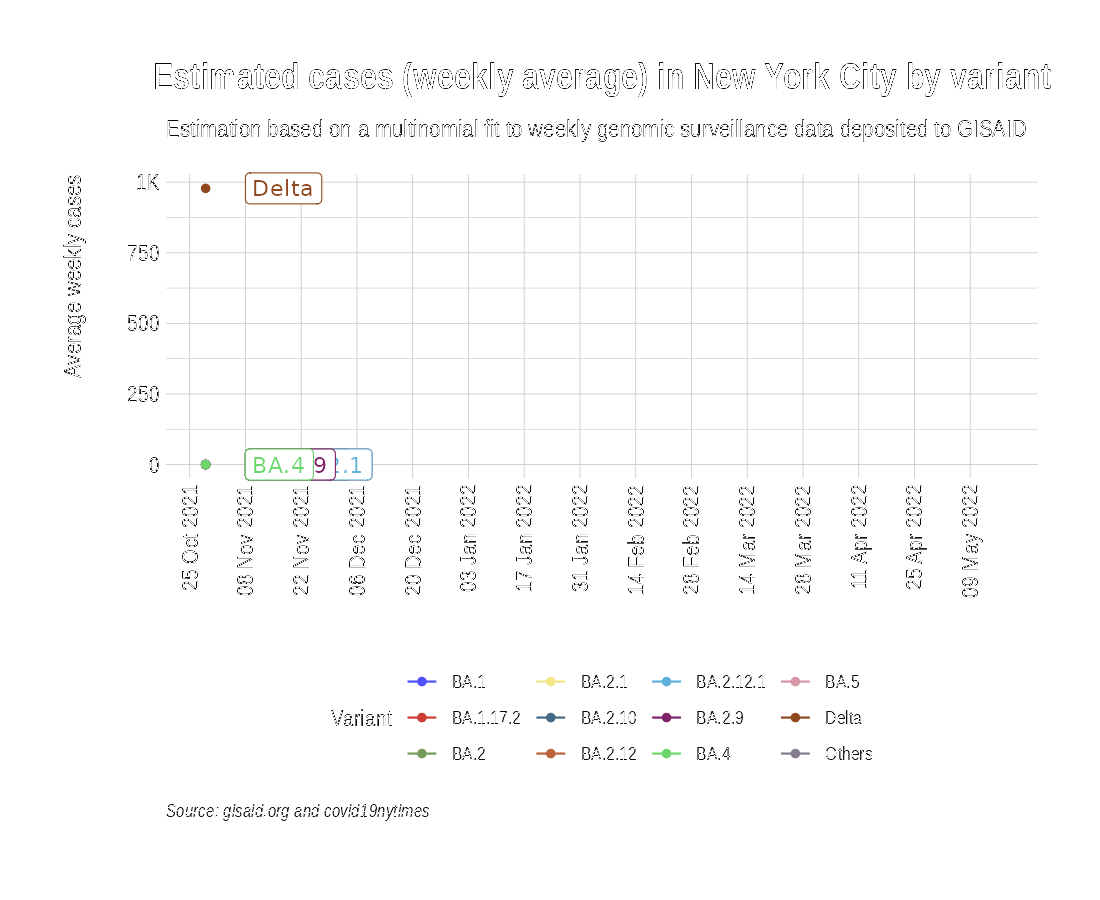 Estimated cases (weekly average) in New York City by variant
Estimation based on a multinomial fit to weekly genomic surveillance data deposited to GISAID
Average weekly cases
1K
750
500
250
0
Delta
BA.4
9
2.1
25 Oct 2021
08 Nov 2021
22 Nov 2021
06 Dec 2021
20 Dec 2021
03 Jan 2022
17 Jan 2022
31 Jan 2022
14 Feb 2022
28 Feb 2022
14 Mar 2022
28 Mar 2022
11 Apr 2022
25 Apr 2022
09 May 2022
Variant
BA.1
BA.2.1
BA.2.12.1
BA.5
BA.1.17.2
BA.2.10
BA.2.9
Delta
BA.2
BA.2.12
BA.4
Others
Source: gisaid.org and covid19nytimes